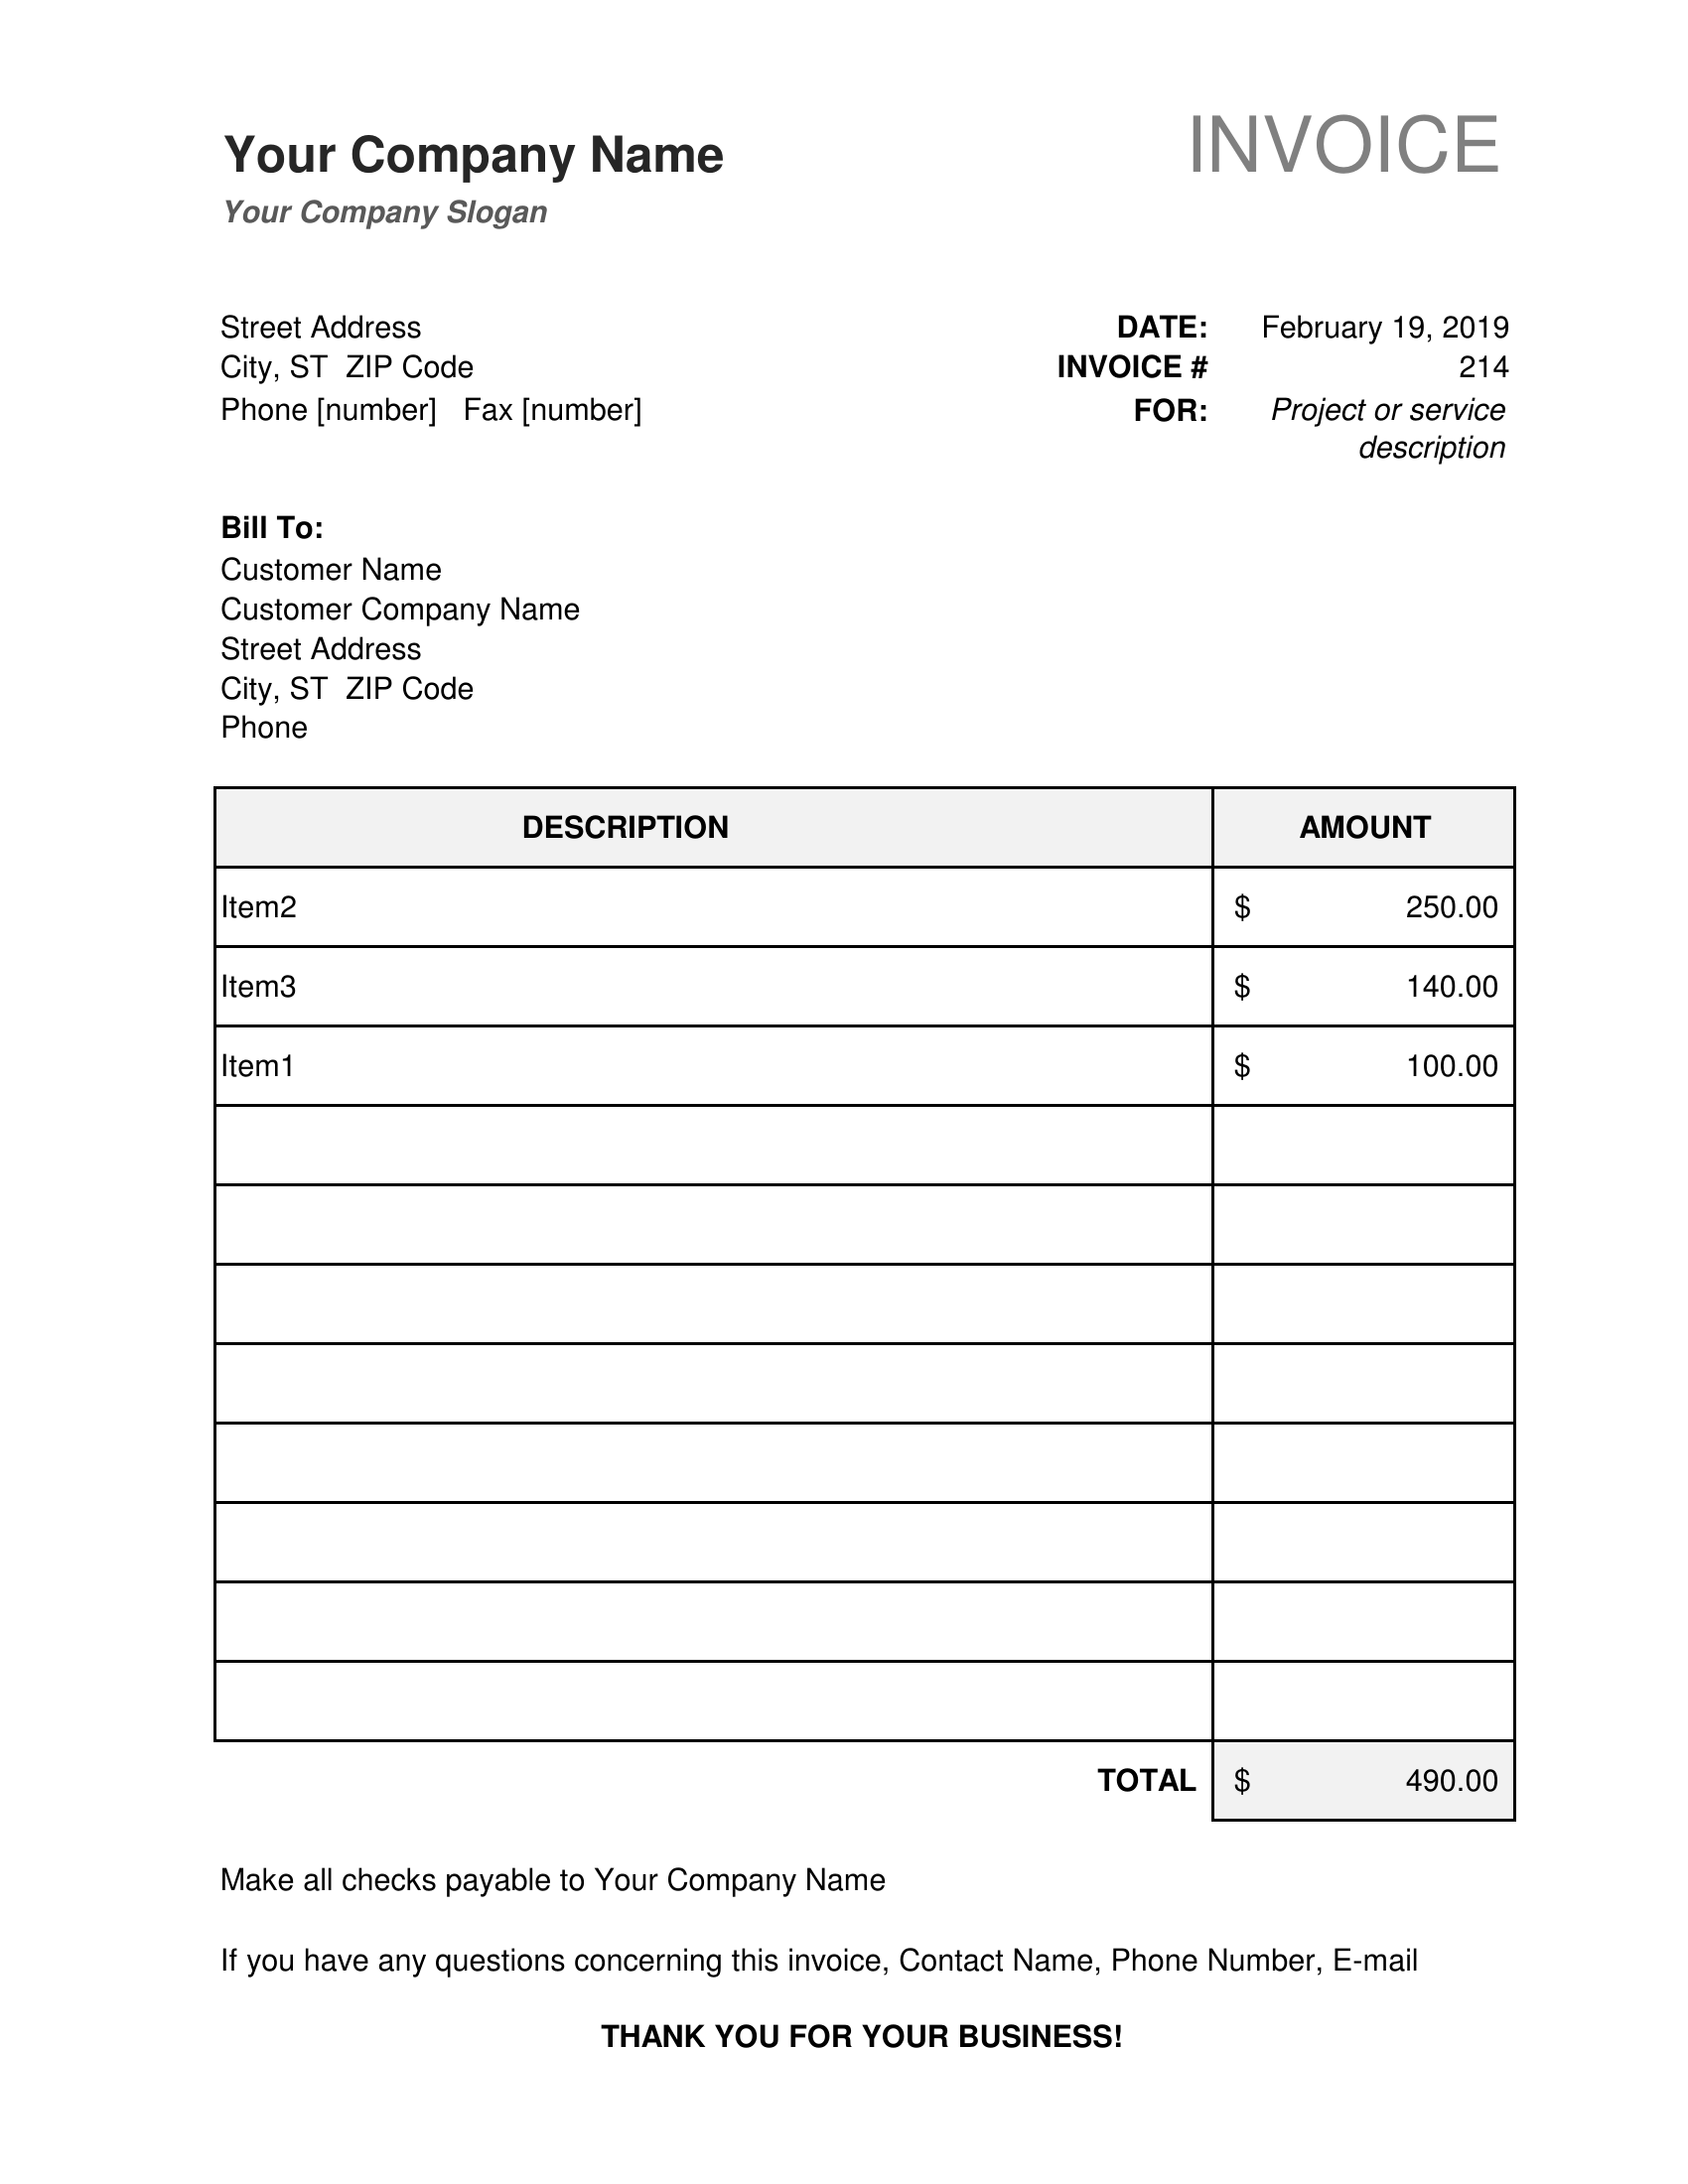 Your Company Name
INVOICE
Your Company Slogan
Street Address
DATE: February 19, 2019
City, ST  ZIP Code
INVOICE # 214
Phone [number]   Fax [number]
FOR: Project or service
description
Bill To:
Customer Name
Customer Company Name
Street Address
City, ST  ZIP Code
Phone
DESCRIPTION AMOUNT
Item2 $ 250.00
Item3 $ 140.00
Item1 $ 100.00
TOTAL $ 490.00
Make all checks payable to Your Company Name
If you have any questions concerning this invoice, Contact Name, Phone Number, E-mail
THANK YOU FOR YOUR BUSINESS!